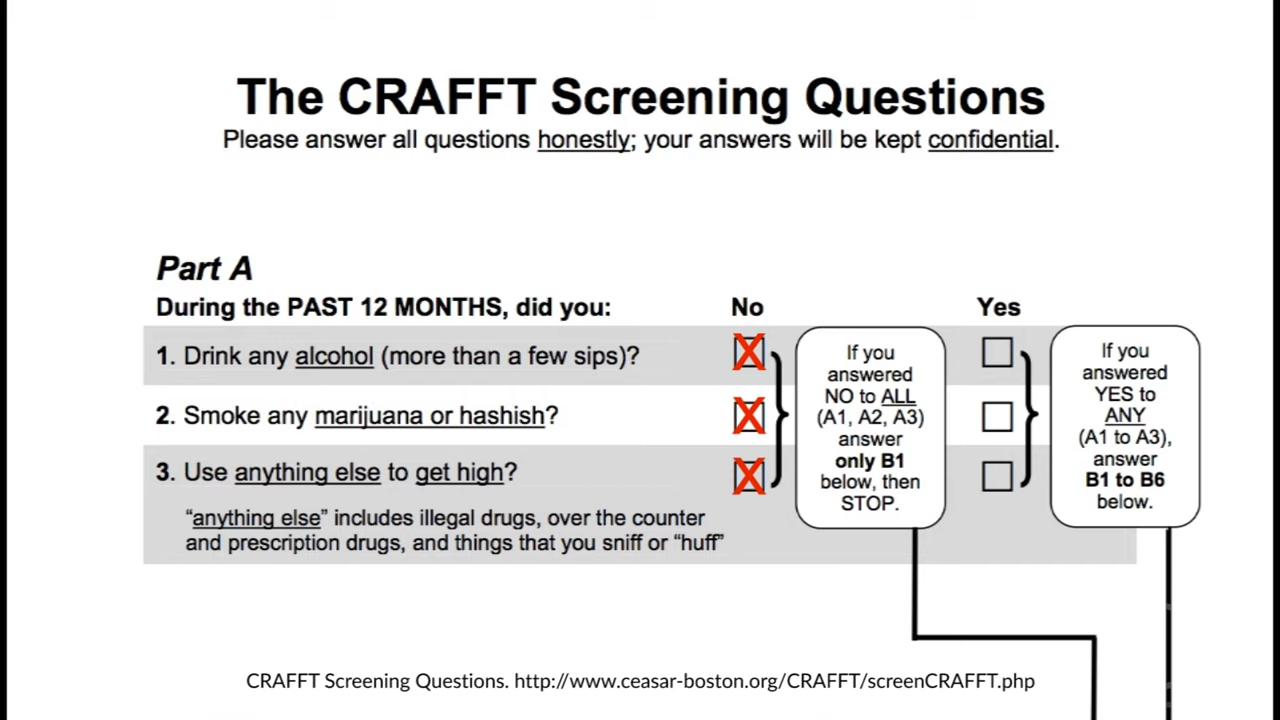 The CRAFFT Screening Questions
Please answer all questions honestly; your answers will be kept confidential.
Part A
During the PAST 12 MONTHS, did you:
No
Yes
1. Drink any alcohol (more than a few sips)?
2. Smoke any marijuana or hashish?
3. Use anything else to get high?
“anything else” includes illegal drugs, over the counter
and prescription drugs, and things that you sniff or “huff”
If you
answered
NO to ALL
(A1, A2, A3)
answer
only B1
below, then
STOP.
If you
answered
YES to
ANY
(A1 to A3),
answer
B1 to B6
below.
CRAFFT Screening Questions. http://www.ceasar-boston.org/CRAFFT/screenCRAFFT.php